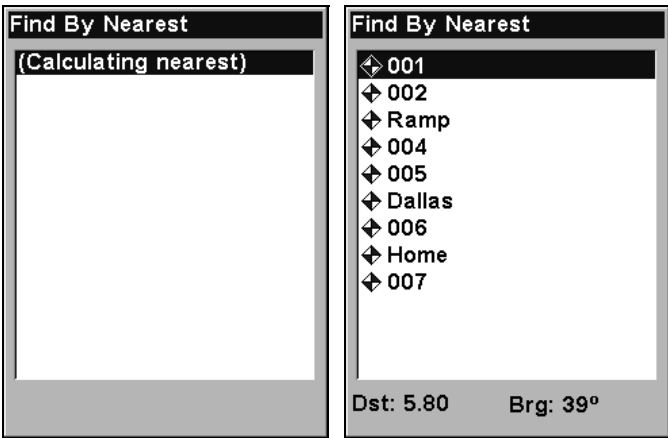 Find By Nearest
(Calculating nearest)
Find By Nearest
001
002
Ramp
004
005
Dallas
006
Home
007
Dst: 5.80 Brg: 39º